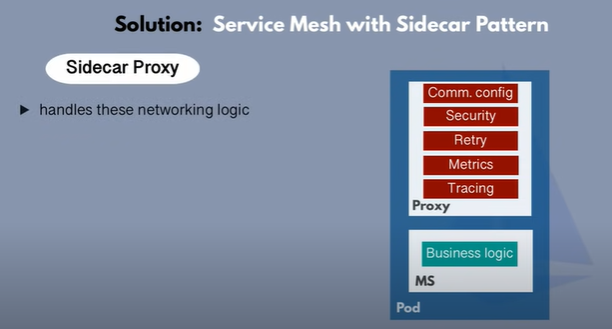 Solution: Service Mesh with Sidecar Pattern
Sidecar Proxy
handles these networking logic
Comm. config
Security
Retry
Metrics
Tracing
Proxy
Business logic
MS
Pod